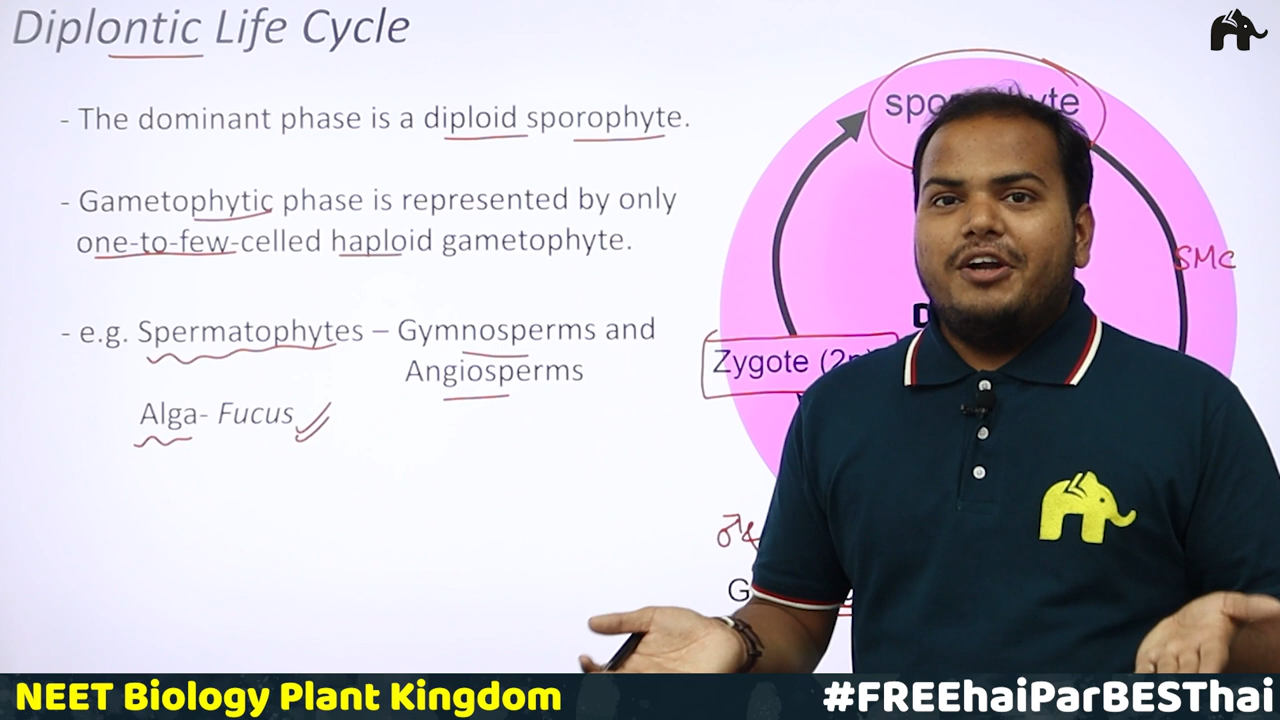 Diplontic Life Cycle
- The dominant phase is a diploid sporophyte.
- Gametophytic phase is represented by only
one-to-few-celled haploid gametophyte.
- e.g. Spermatophytes – Gymnosperms and
Angiosperms
Alga- Fucus
SMC
Zygote
NEET Biology Plant Kingdom
#FREEhaiParBESThai